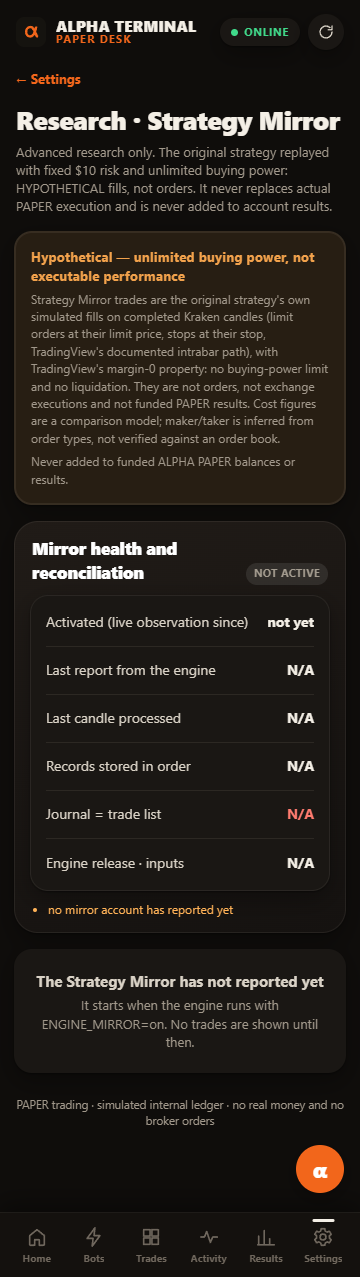 α
ALPHA TERMINAL
PAPER DESK
ONLINE
← Settings
Research · Strategy Mirror
Advanced research only. The original strategy replayed
with fixed $10 risk and unlimited buying power:
HYPOTHETICAL fills, not orders. It never replaces actual
PAPER execution and is never added to account results.
Hypothetical — unlimited buying power, not
executable performance
Strategy Mirror trades are the original strategy's own
simulated fills on completed Kraken candles (limit
orders at their limit price, stops at their stop,
TradingView's documented intrabar path), with
TradingView's margin-0 property: no buying-power limit
and no liquidation. They are not orders, not exchange
executions and not funded PAPER results. Cost figures
are a comparison model; maker/taker is inferred from
order types, not verified against an order book.
Never added to funded ALPHA PAPER balances or
results.
Mirror health and
reconciliation
NOT ACTIVE
Activated (live observation since) not yet
Last report from the engine N/A
Last candle processed N/A
Records stored in order N/A
Journal = trade list N/A
Engine release · inputs N/A
• no mirror account has reported yet
The Strategy Mirror has not reported yet
It starts when the engine runs with
ENGINE_MIRROR=on. No trades are shown until
then.
PAPER trading · simulated internal ledger · no real money and no
broker orders
α
Home Bots Trades Activity Results Settings